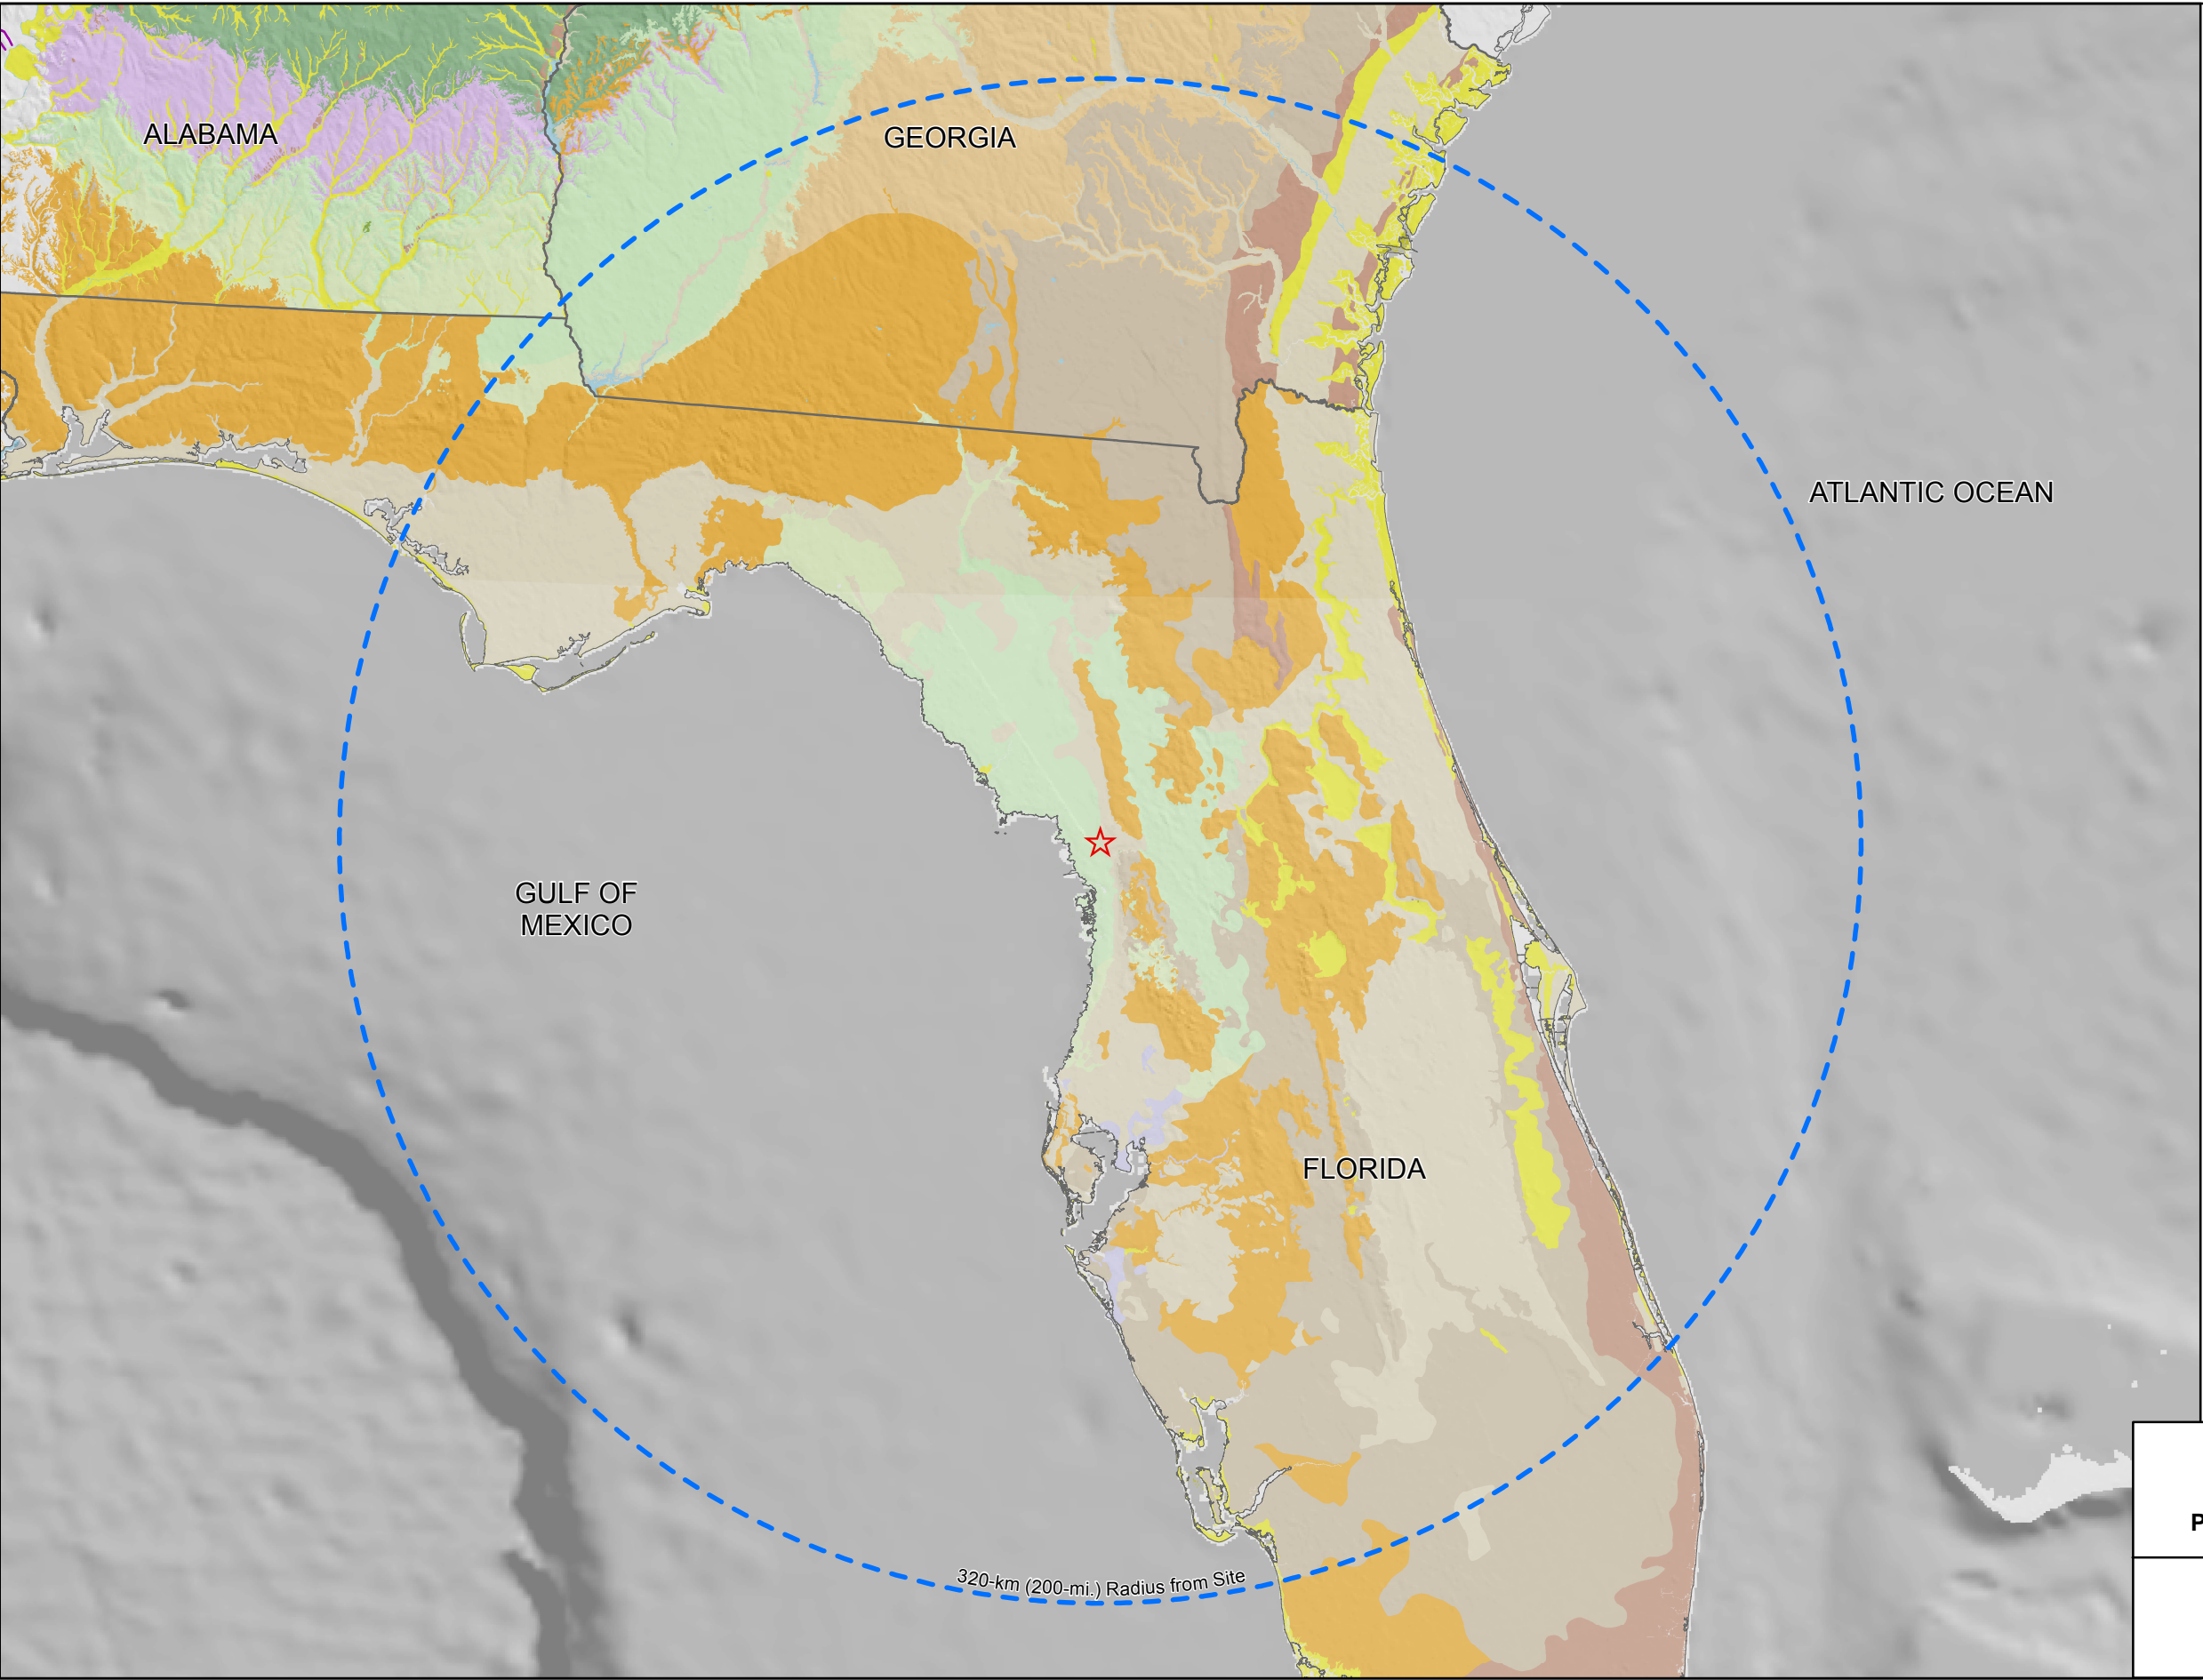 ALABAMA
GEORGIA
ATLANTIC OCEAN
GULF OF
MEXICO
FLORIDA
320-km (200-mi.) Radius from Site
P